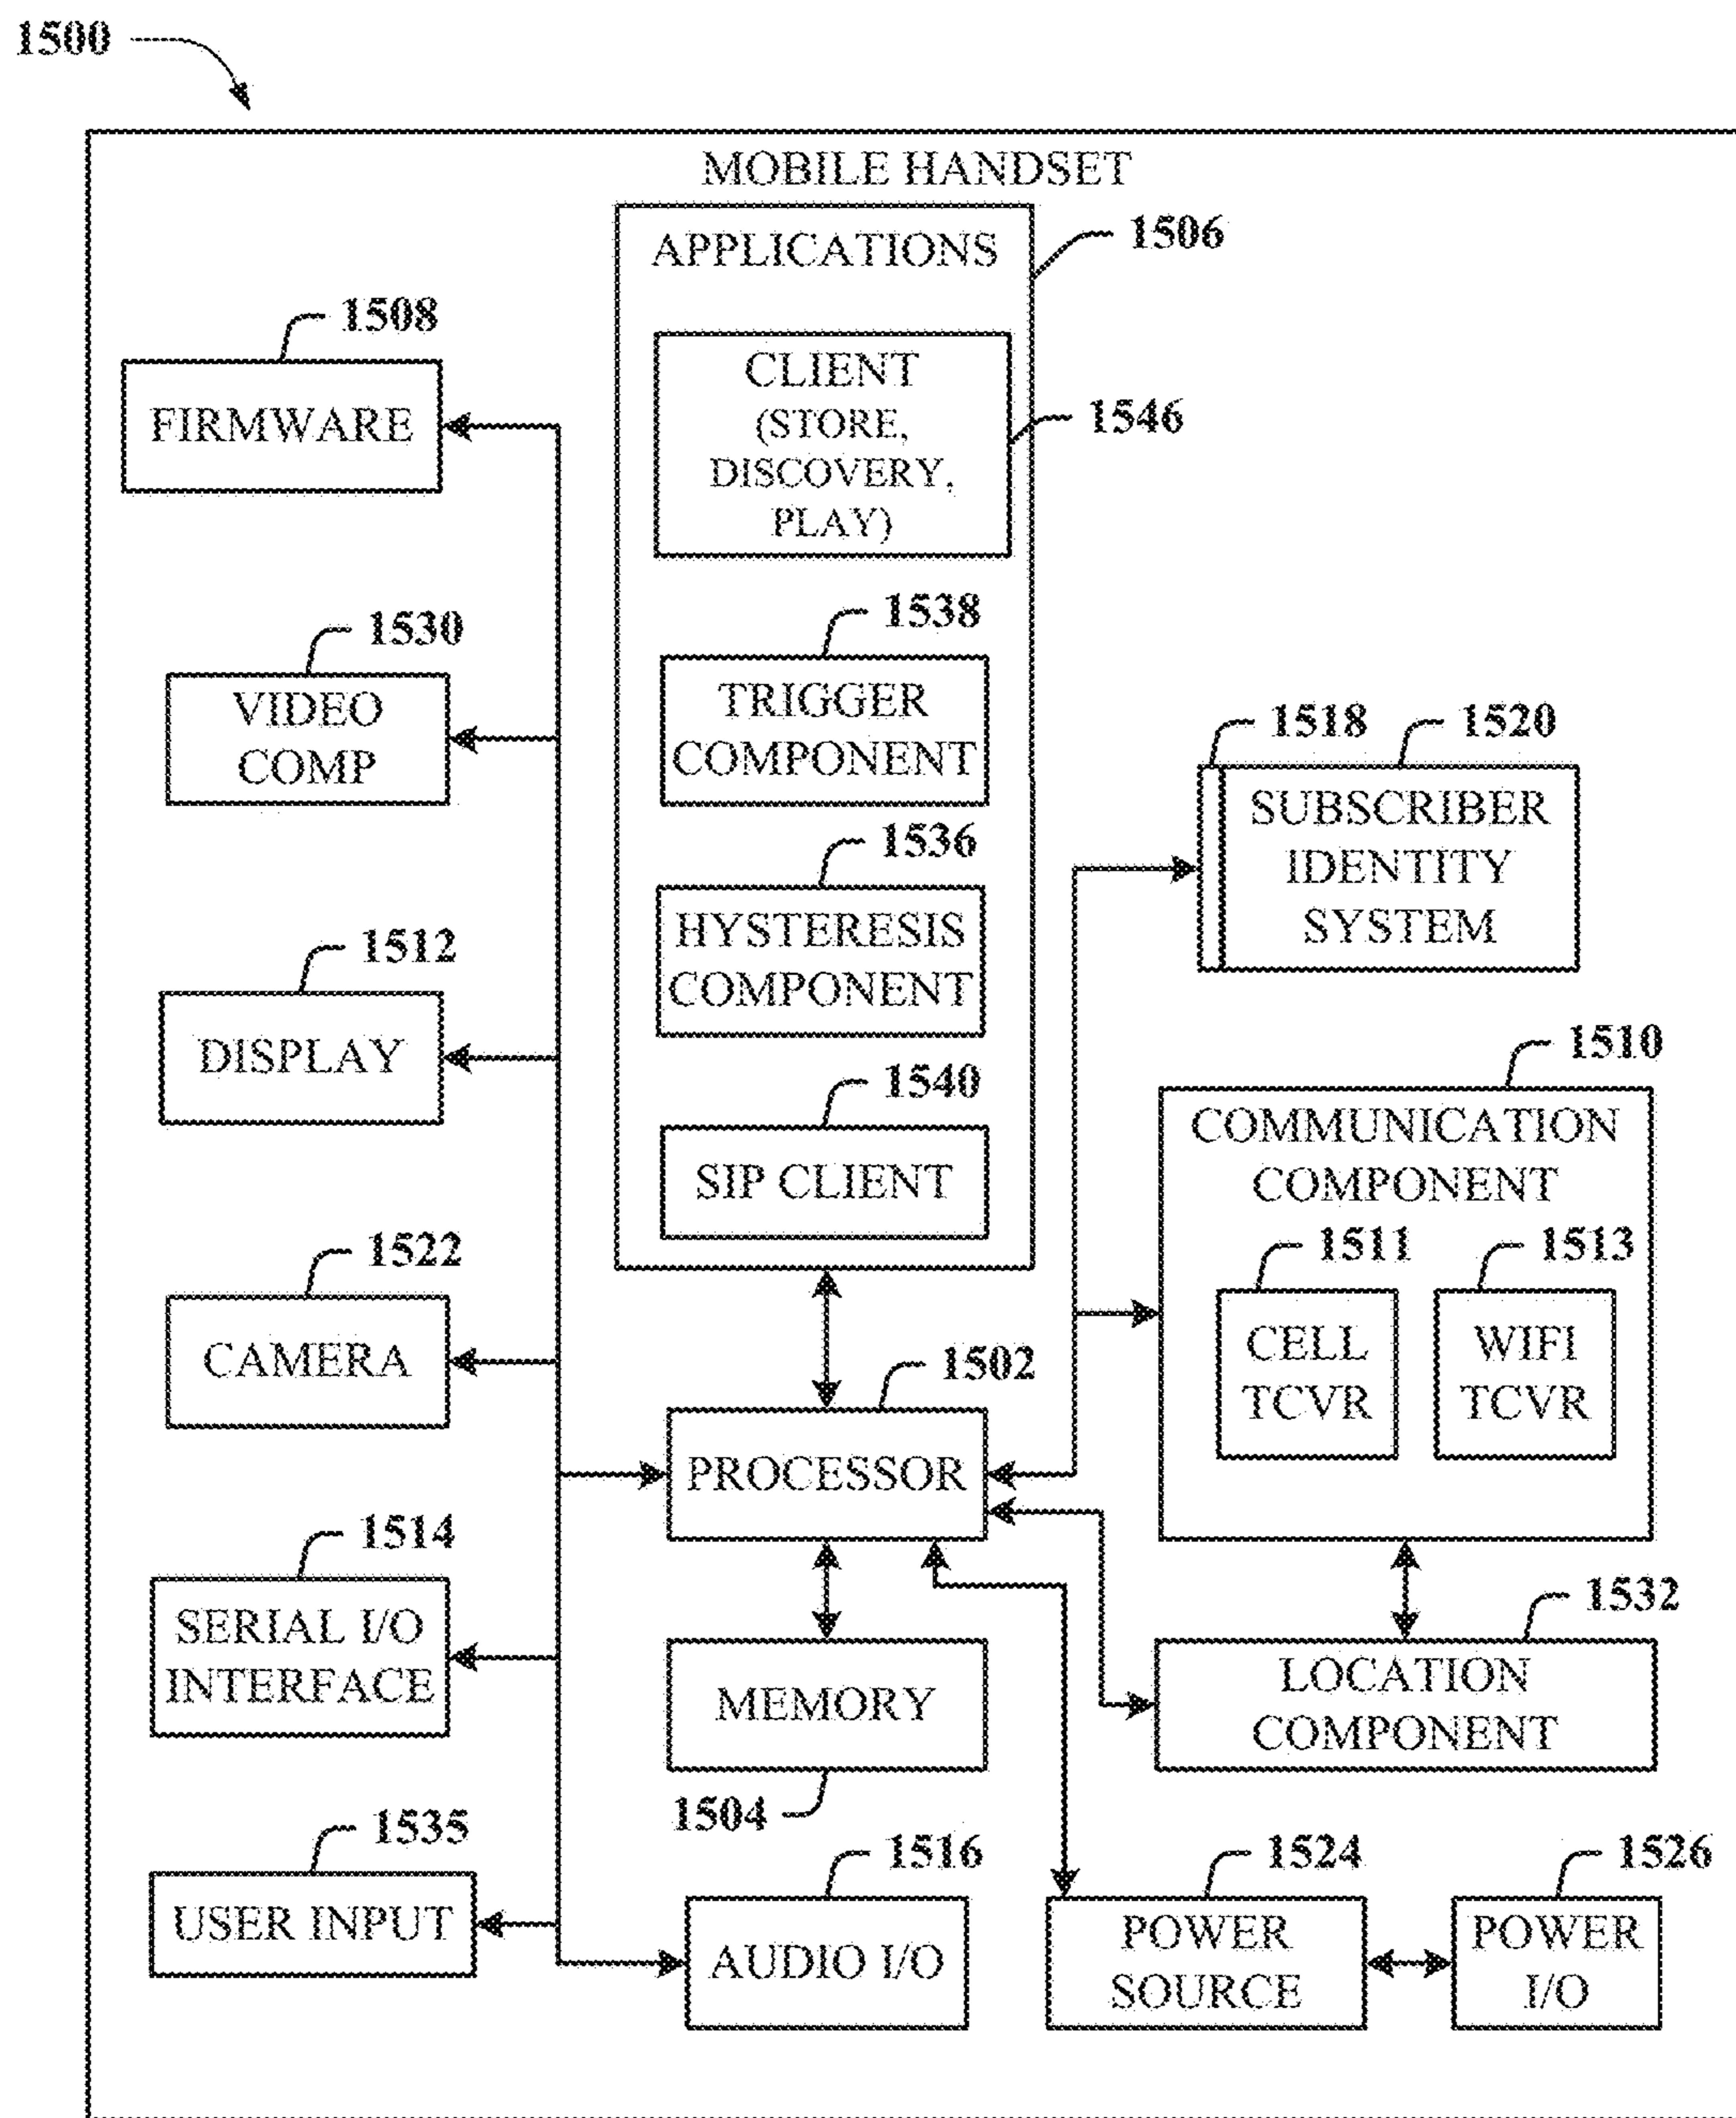 1500
MOBILE HANDSET
APPLICATIONS
1506
CLIENT
(STORE,
DISCOVERY,
PLAY)
1546
1538
TRIGGER
COMPONENT
1536
HYSTERESIS
COMPONENT
1540
SIP CLIENT
1508
FIRMWARE
1530
VIDEO
COMP
1512
DISPLAY
1522
CAMERA
1514
SERIAL I/O
INTERFACE
1535
USER INPUT
1502
PROCESSOR
MEMORY
1504
1516
AUDIO I/O
1518
1520
SUBSCRIBER
IDENTITY
SYSTEM
1510
COMMUNICATION
COMPONENT
1511
CELL
TCVR
1513
WIFI
TCVR
1532
LOCATION
COMPONENT
1524
POWER
SOURCE
1526
POWER
I/O